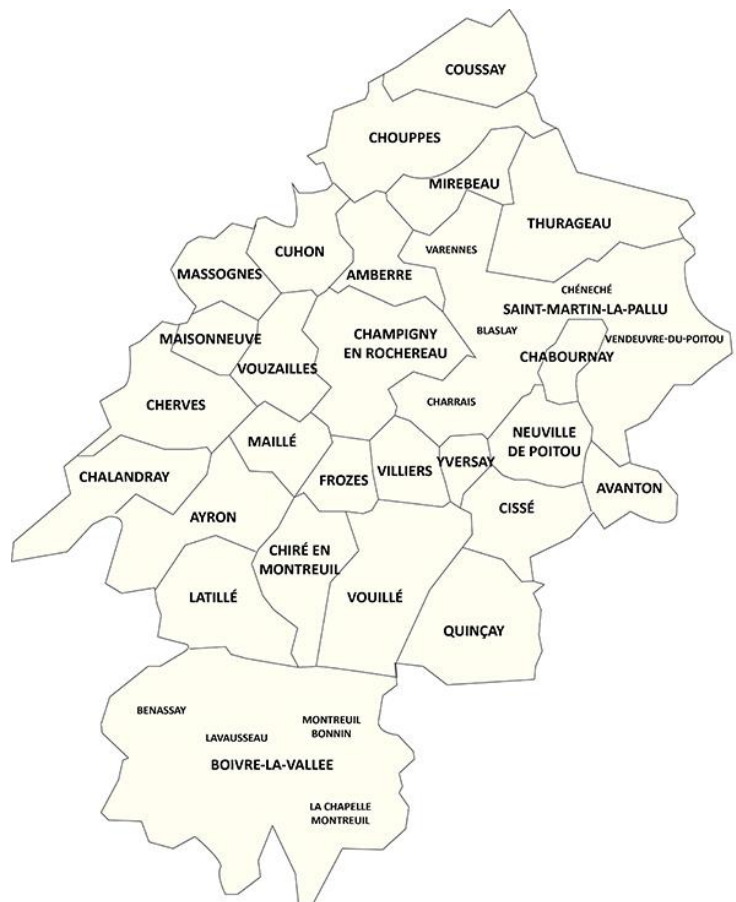 COUSSAY
CHOUPPES
MIREBEAU
THURAGEAU
VARENNES
CUHON
MASSOGNES
AMBERRE
CHÉNECHÉ
SAINT-MARTIN-LA-PALLU
BLASLAY
MAISONNEUVE
CHAMPIGNY
EN ROCHEREAU
VENDEUVRE-DU-POITOU
CHABOURNAY
VOUZAILLES
CHERVES
CHARRAIS
MAILLÉ
NEUVILLE
DE POITOU
CHALANDRAY
FROZES
VILLIERS
YVERSAY
AVANTON
AYRON
CISSÉ
CHIRÉ EN
MONTREUIL
LATILLÉ
VOUILLÉ
QUINÇAY
BENASSAY
MONTREUIL
BONNIN
LAVAUSSEAU
BOIVRE-LA-VALLEE
LA CHAPELLE
MONTREUIL